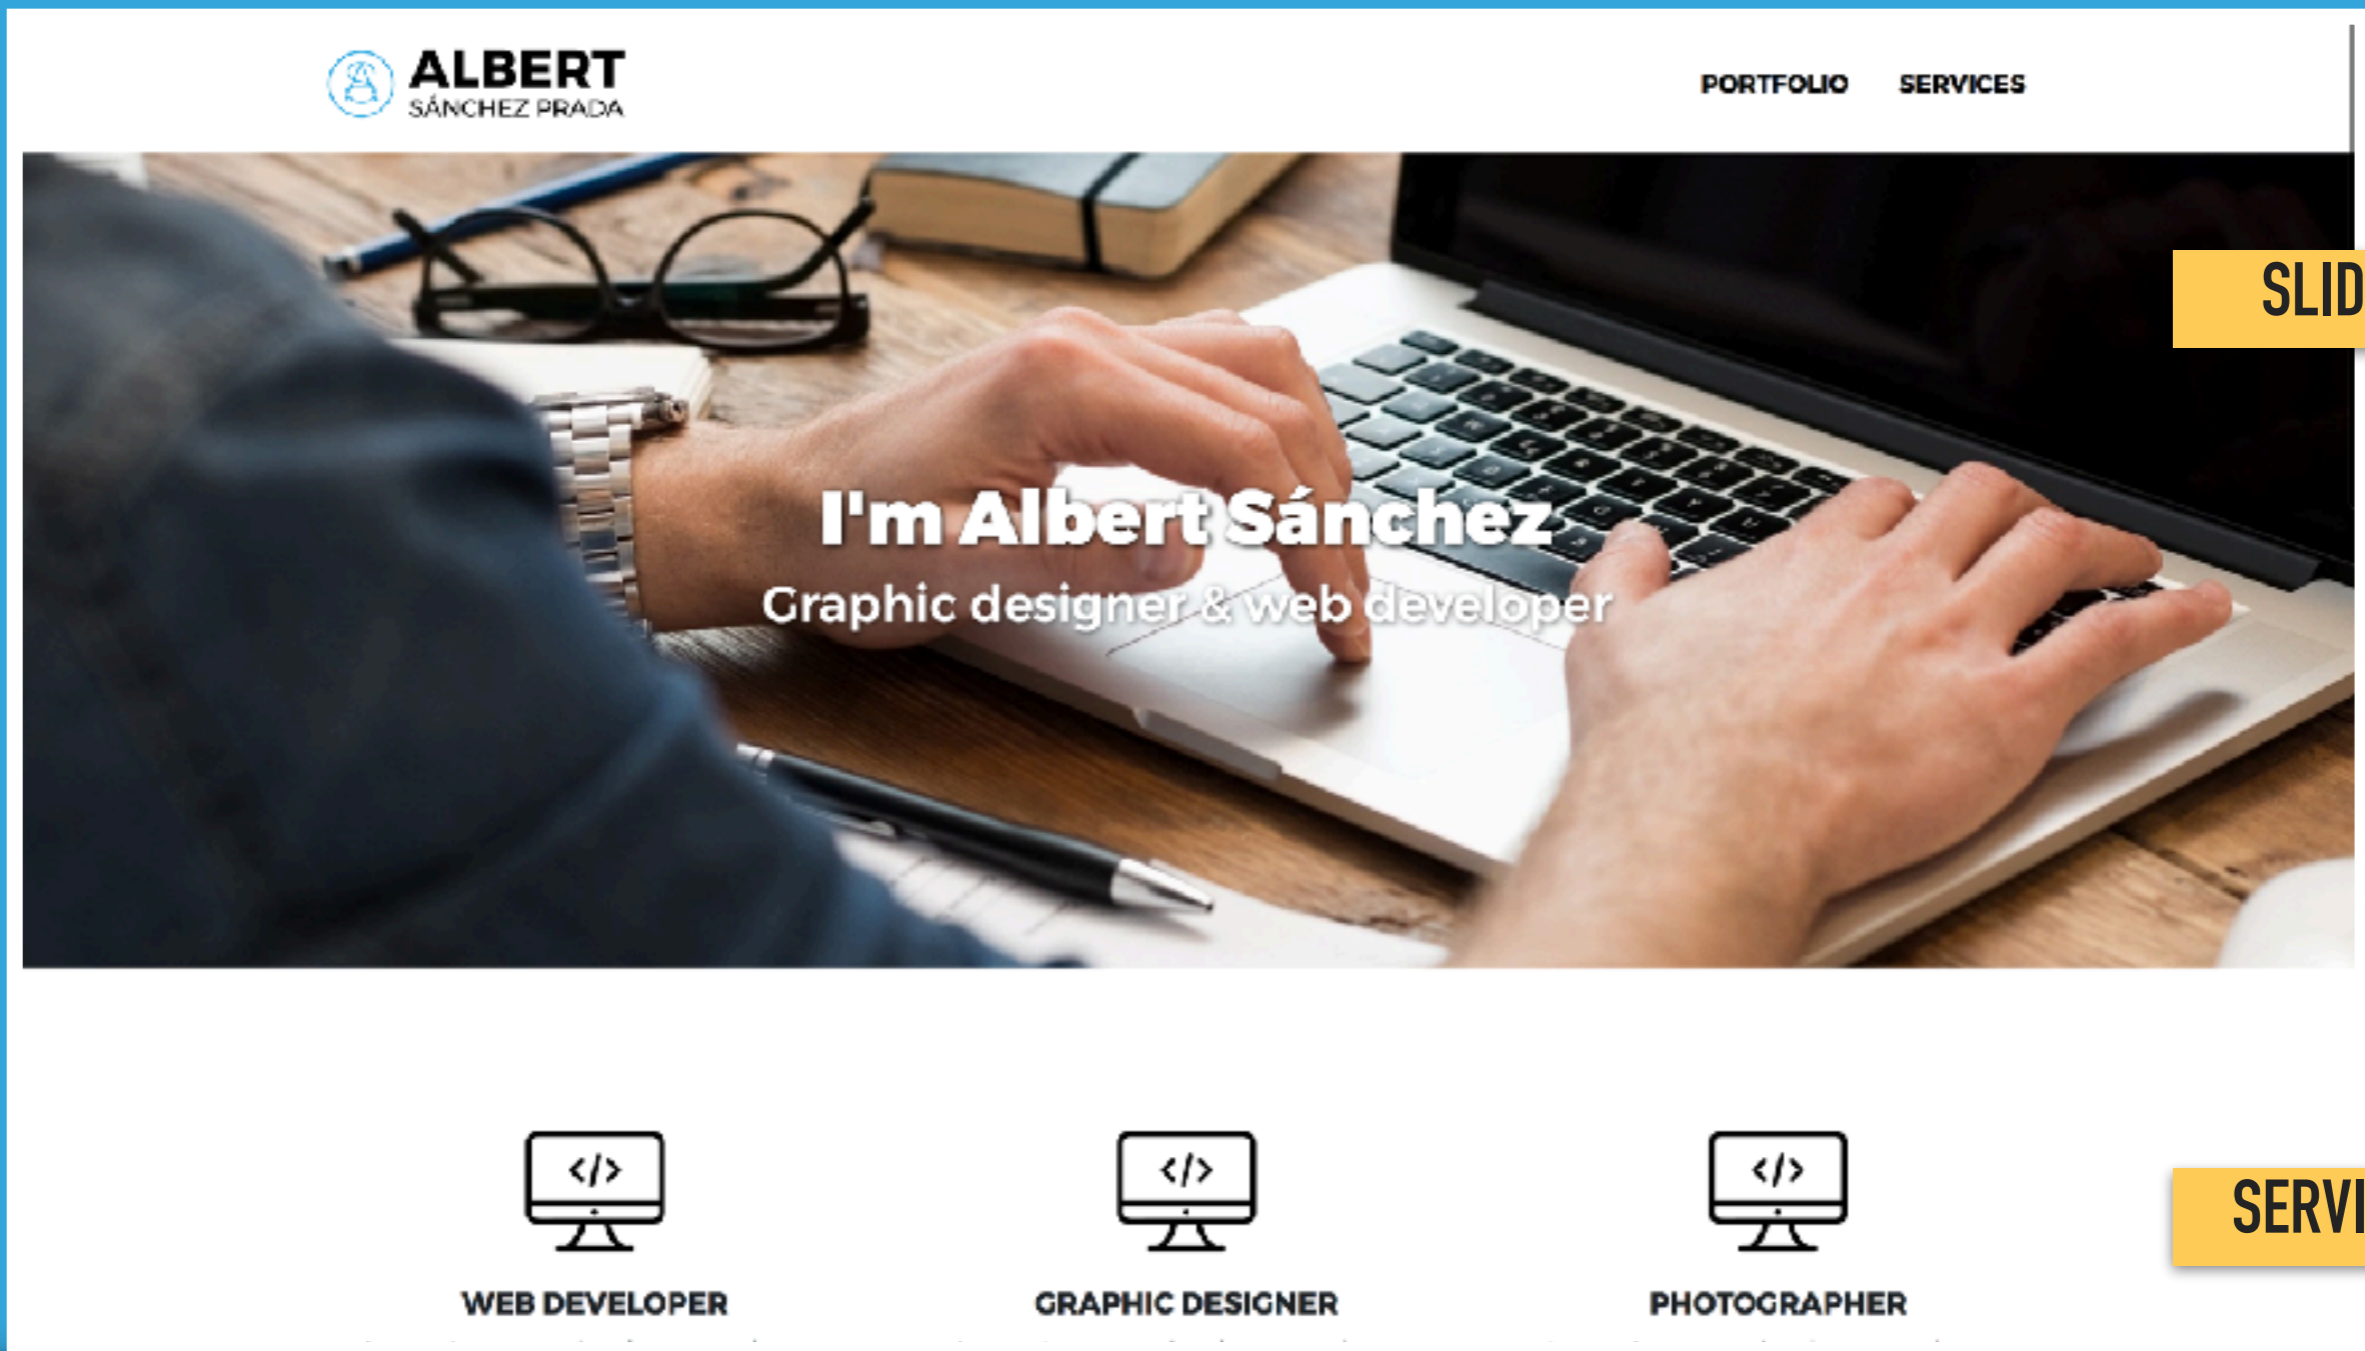 ALBERT
SÁNCHEZ PRADA
PORTFOLIO SERVICES
SLID
I'm Albert Sánchez
Graphic designer & web developer
</>
</>
</>
SERVI
WEB DEVELOPER
GRAPHIC DESIGNER
PHOTOGRAPHER